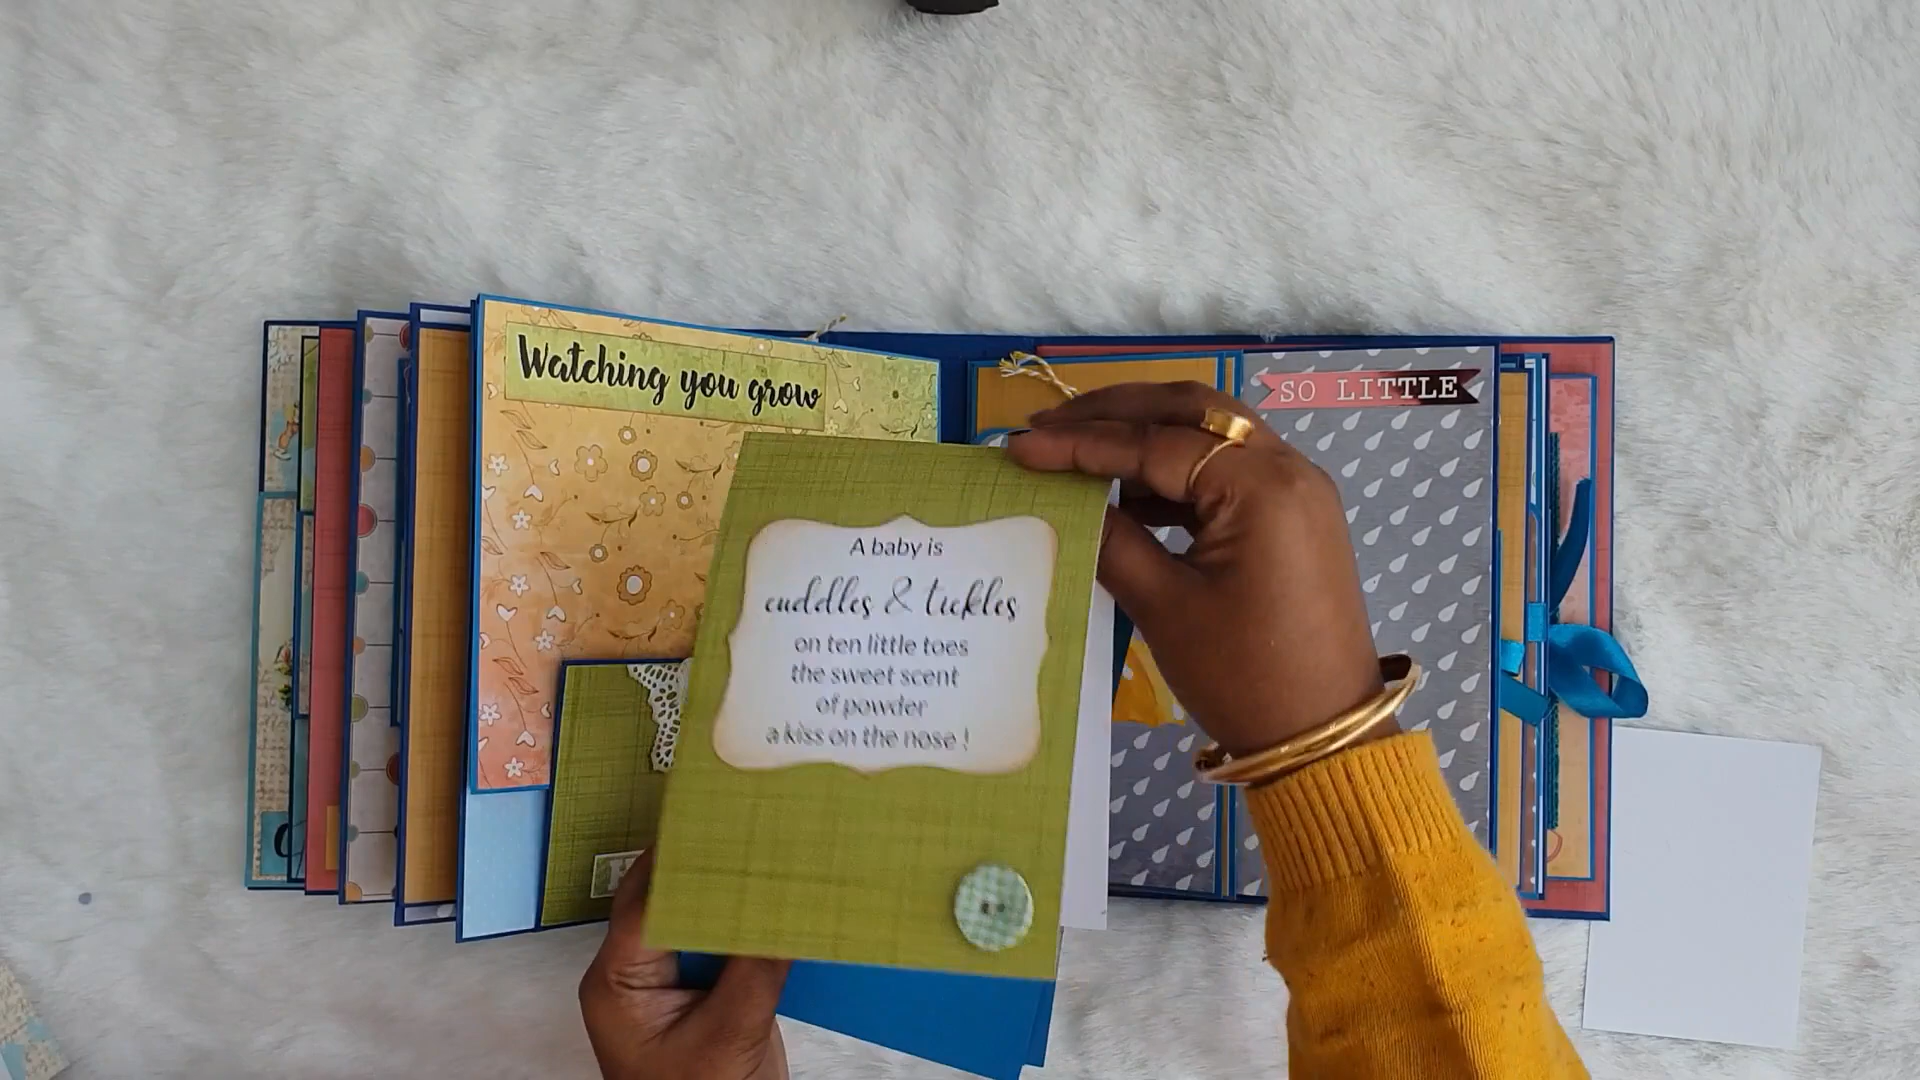 Watching you grow
SO LITTLE
A baby is
cuddles & tickles
on ten little toes
the sweet scent
of powder
a kiss on the nose !